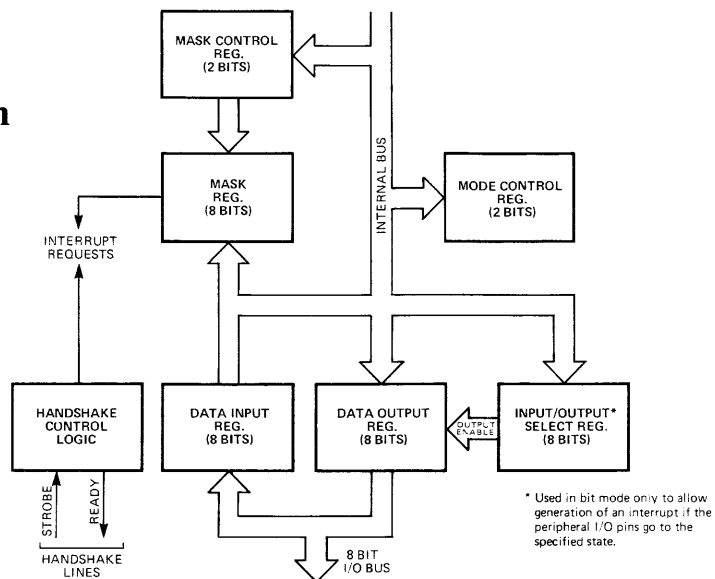 MASK CONTROL
REG.
(2 BITS)
MASK
REG.
(8 BITS)
INTERNAL BUS
MODE CONTROL
REG.
(2 BITS)
INTERRUPT
REQUESTS
HANDSHAKE
CONTROL
LOGIC
DATA INPUT
REG.
(8 BITS)
DATA OUTPUT
REG.
(8 BITS)
OUTPUT
ENABLE
INPUT/OUTPUT*
SELECT REG.
(8 BITS)
STROBE
READY
HANDSHAKE
LINES
8 BIT
I/O BUS
* Used in bit mode only to allow
generation of an interrupt if the
peripheral I/O pins go to the
specified state.